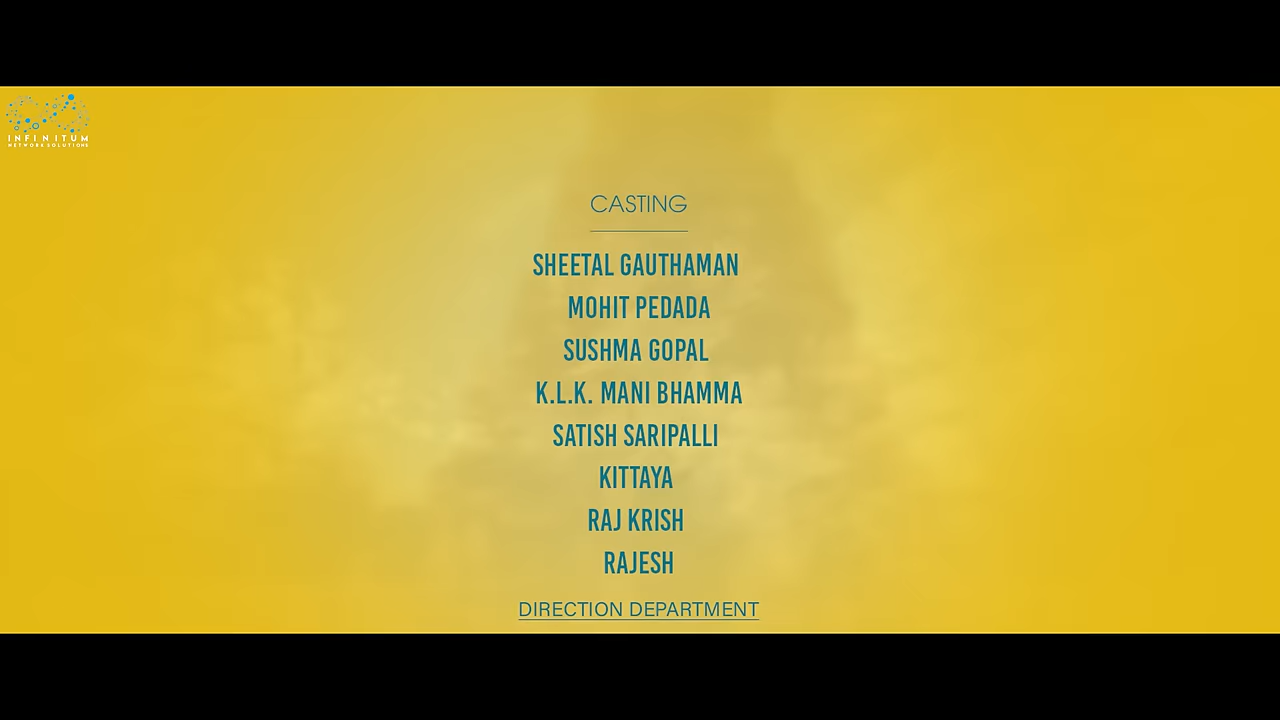 INFINITUM
NETWORK SOLUTIONS
CASTING
SHEETAL GAUTHAMAN
MOHIT PEDADA
SUSHMA GOPAL
K.L.K. MANI BHAMMA
SATISH SARIPALLI
KITTAYA
RAJ KRISH
RAJESH
DIRECTION DEPARTMENT